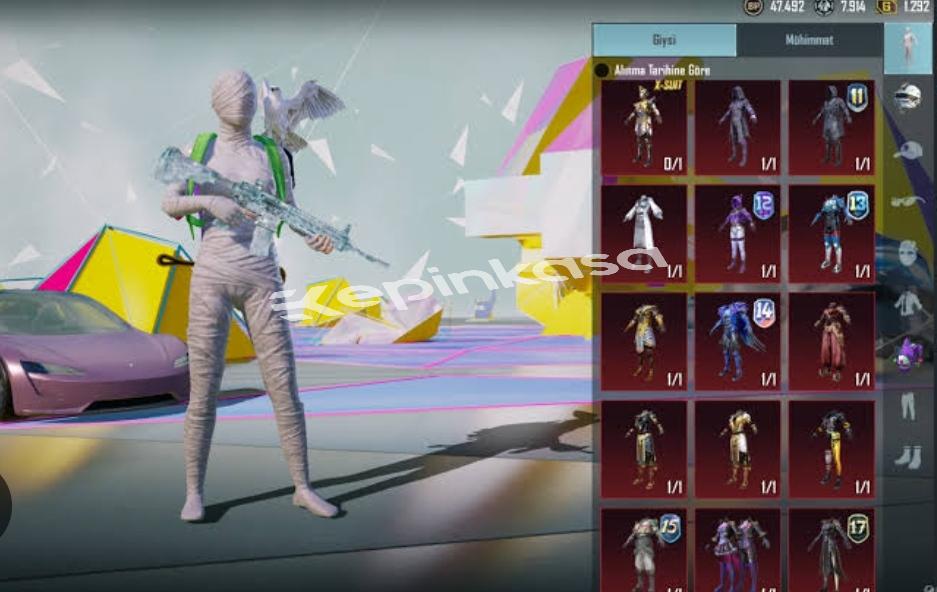 BP 47.492 7.914 G 1.292
Giysi Mühimmat
Alınma Tarihine Göre
X-SUIT 11
0/1 1/1 1/1
12 13
1/1 1/1 1/1
epinkasa
14
1/1 1/1 1/1
1/1 1/1 1/1
15 17